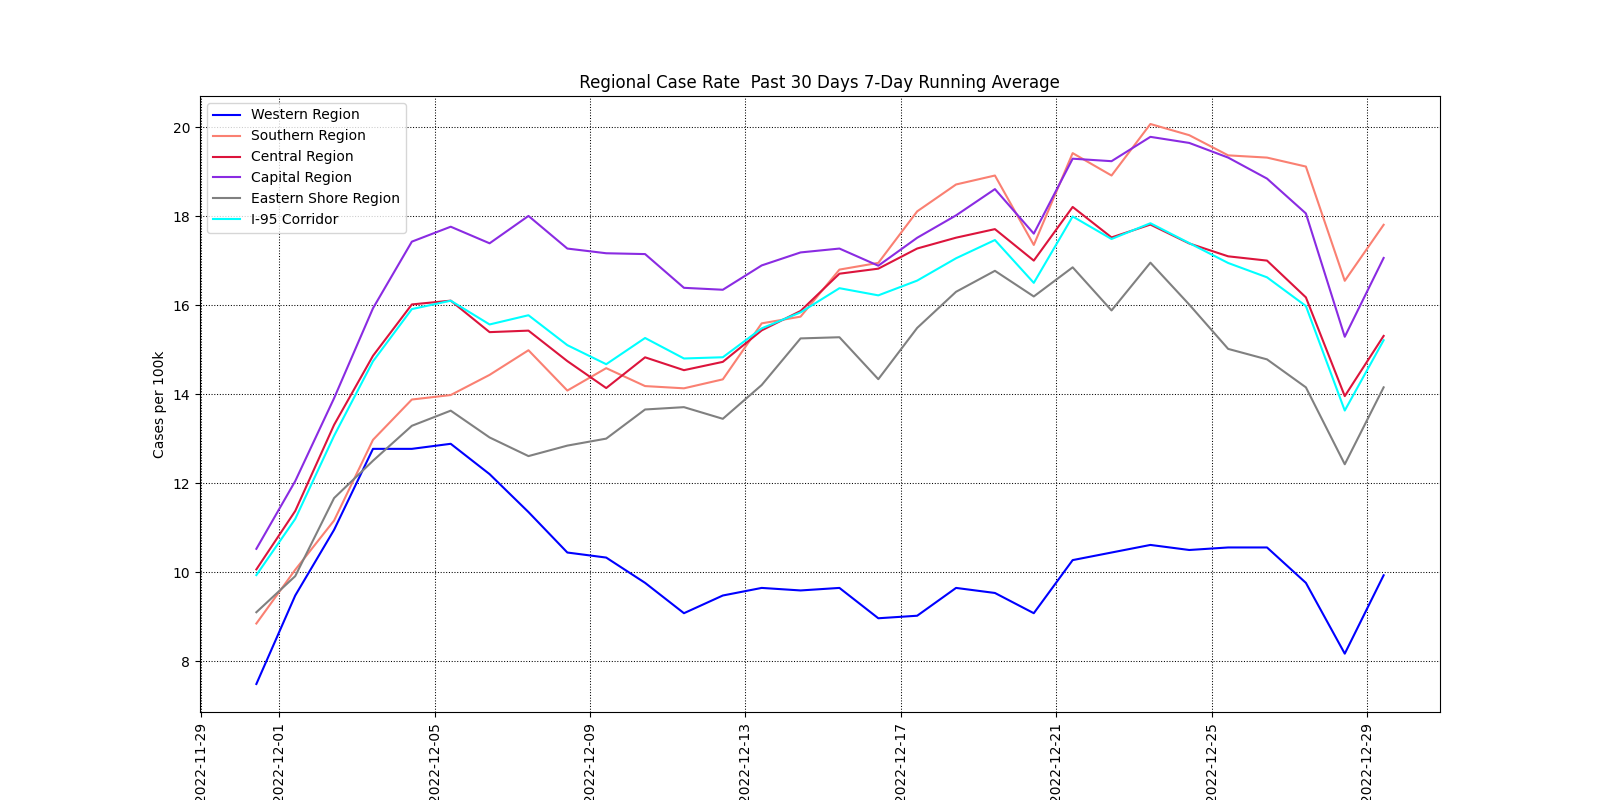 Regional Case Rate  Past 30 Days 7-Day Running Average
Western Region
Southern Region
Central Region
Capital Region
Eastern Shore Region
I-95 Corridor
Cases per 100k
20
18
16
14
12
10
8
2022-11-29
2022-12-01
2022-12-05
2022-12-09
2022-12-13
2022-12-17
2022-12-21
2022-12-25
2022-12-29